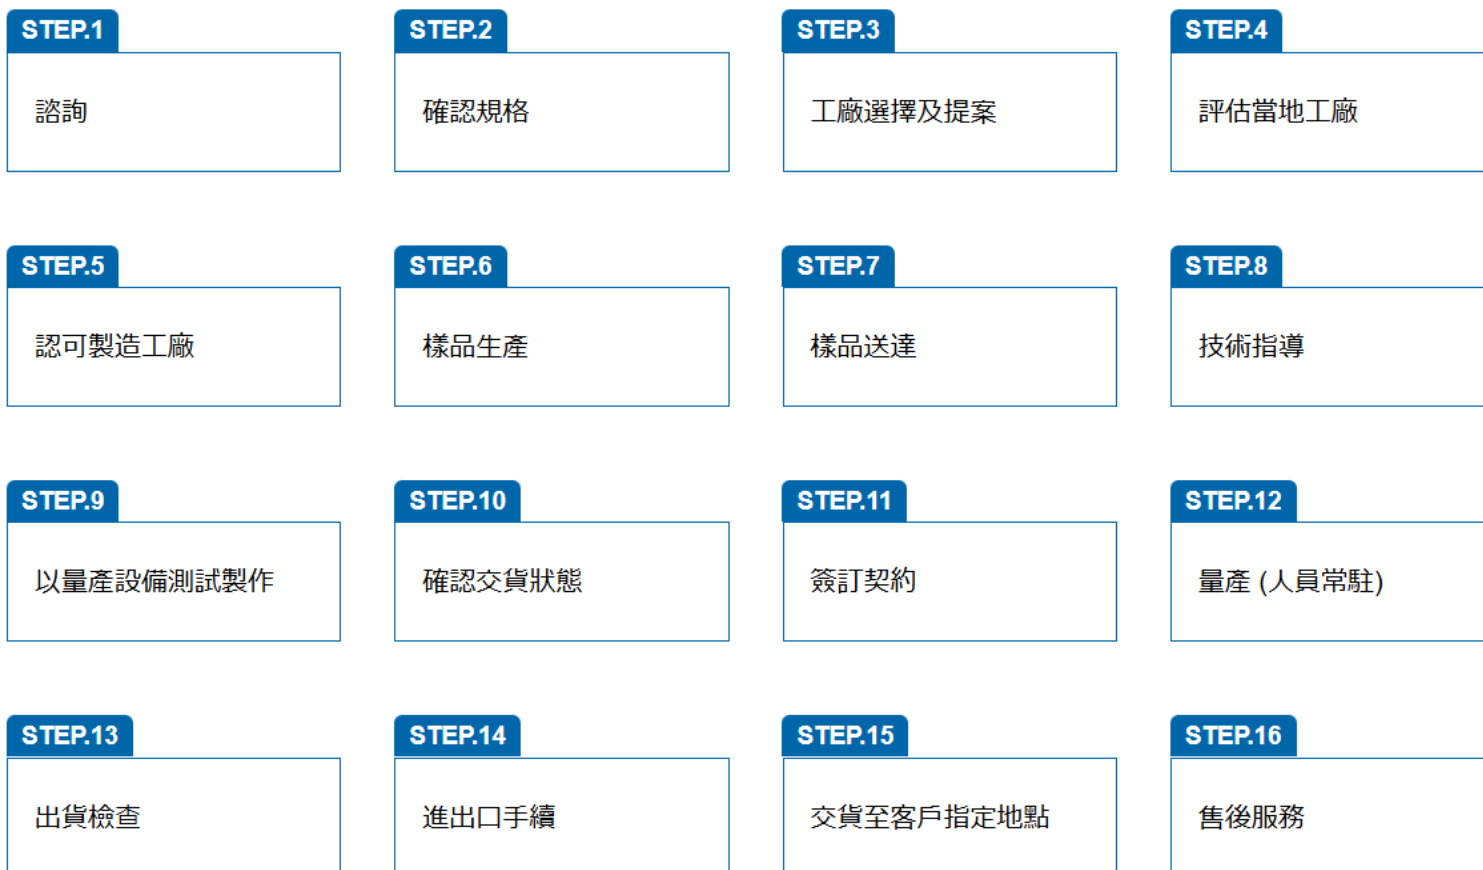 STEP.1
諮詢
STEP.2
確認規格
STEP.3
工廠選擇及提案
STEP.4
評估當地工廠
STEP.5
認可製造工廠
STEP.6
樣品生產
STEP.7
樣品送達
STEP.8
技術指導
STEP.9
以量產設備測試製作
STEP.10
確認交貨狀態
STEP.11
簽訂契約
STEP.12
量產 (人員常駐)
STEP.13
出貨檢查
STEP.14
進出口手續
STEP.15
交貨至客戶指定地點
STEP.16
售後服務